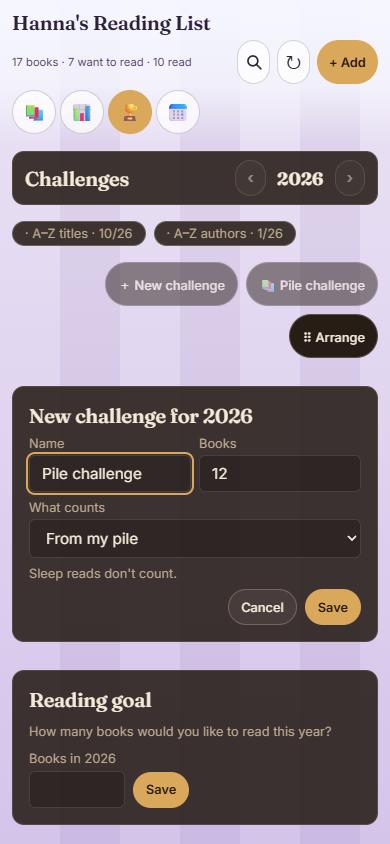 Hanna's Reading List
17 books · 7 want to read · 10 read
+ Add
Challenges
2026
· A–Z titles · 10/26
· A–Z authors · 1/26
+ New challenge
Pile challenge
Arrange
New challenge for 2026
Name
Books
Pile challenge
12
What counts
From my pile
Sleep reads don't count.
Cancel
Save
Reading goal
How many books would you like to read this year?
Books in 2026
Save